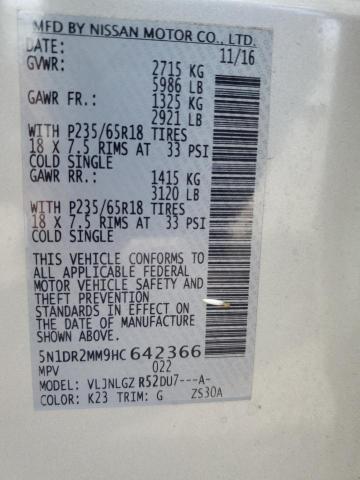 MFD BY NISSAN MOTOR CO., LTD.
DATE: 11/16
GVWR: 2715 KG
5986 LB
GAWR FR.: 1325 KG
2921 LB
WITH P235/65R18 TIRES
18 X 7.5 RIMS AT 33 PSI
COLD SINGLE
GAWR RR.: 1415 KG
3120 LB
WITH P235/65R18 TIRES
18 X 7.5 RIMS AT 33 PSI
COLD SINGLE
THIS VEHICLE CONFORMS TO
ALL APPLICABLE FEDERAL
MOTOR VEHICLE SAFETY AND
THEFT PREVENTION
STANDARDS IN EFFECT ON
THE DATE OF MANUFACTURE
SHOWN ABOVE.
5N1DR2MM9HC 642366
MPV 022
MODEL: VLJNLGZ R52DU7---A-
COLOR: K23 TRIM: G ZS30A